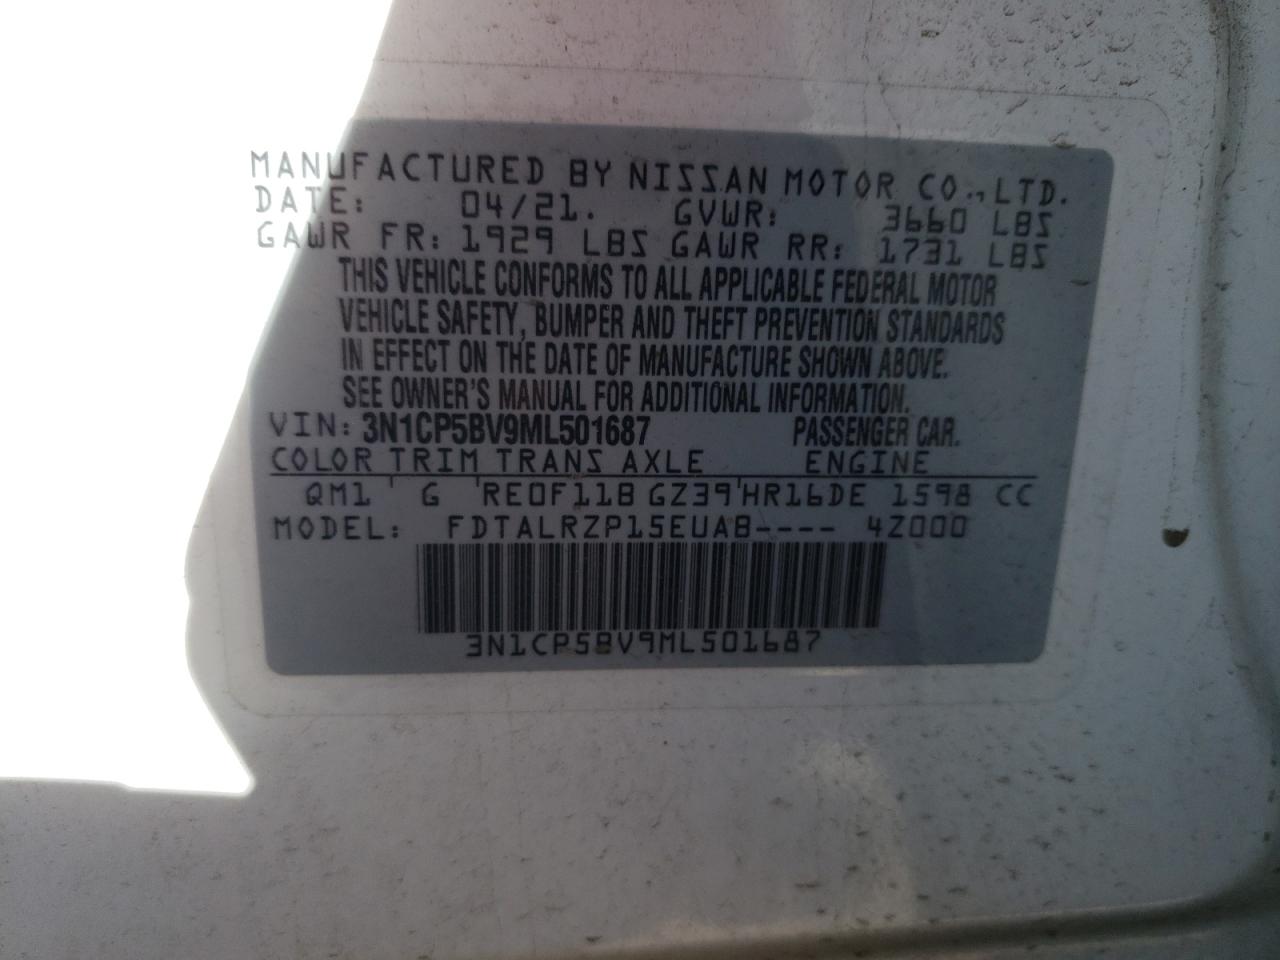 MANUFACTURED BY NISSAN MOTOR CO., LTD.
DATE: 04/21. GVWR: 3660 LBS
GAWR FR: 1929 LBS GAWR RR: 1731 LBS
THIS VEHICLE CONFORMS TO ALL APPLICABLE FEDERAL MOTOR
VEHICLE SAFETY, BUMPER AND THEFT PREVENTION STANDARDS
IN EFFECT ON THE DATE OF MANUFACTURE SHOWN ABOVE.
SEE OWNER'S MANUAL FOR ADDITIONAL INFORMATION.
VIN: 3N1CP5BV9ML501687 PASSENGER CAR.
COLOR TRIM TRANS AXLE ENGINE
QM1 G RE0F11B GZ39 HR16DE 1598 CC
MODEL: FDTALRZP15EUAB---- 4Z000
3N1CP5BV9ML501687